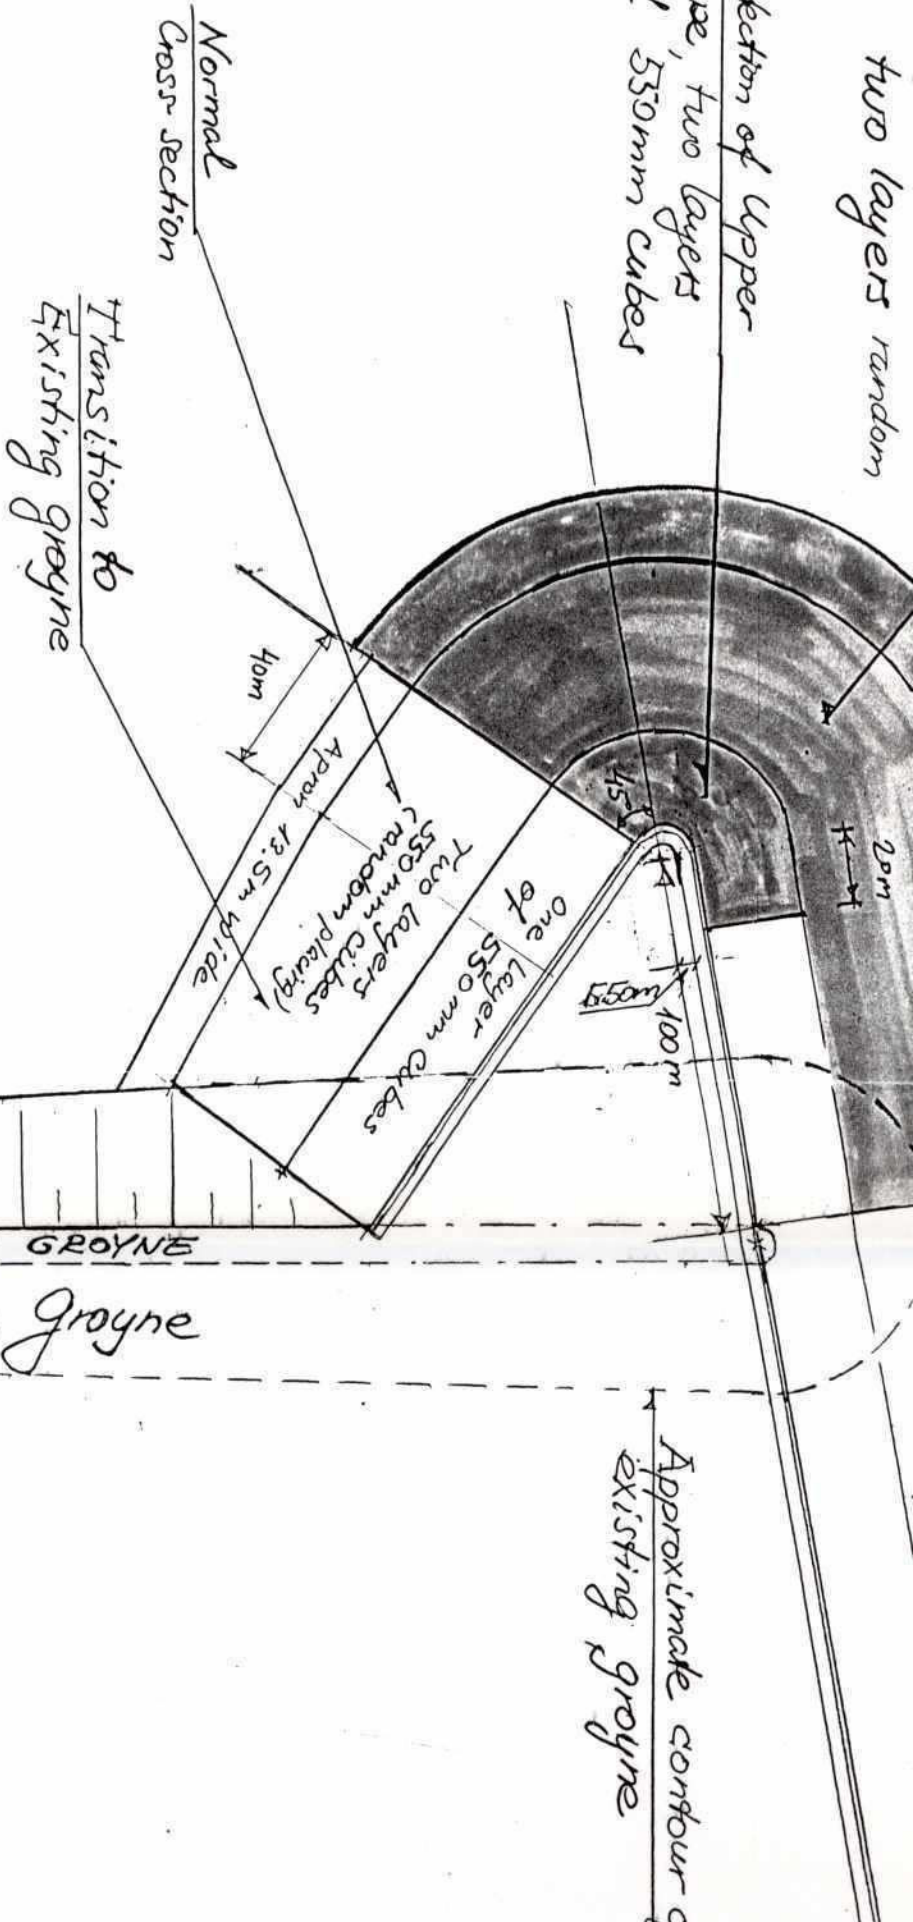 two layers random
ection of Upper
pe, two layers
550mm cubes
Normal
Cross-section
Transition to
Existing groyne
40m
Apron 13.5m wide
Two layers
550mm cubes
(random placing)
One layer
of 550mm cubes
45°
20m
5.50m
100m
GROYNE
Groyne
Approximate contour o
existing groyne